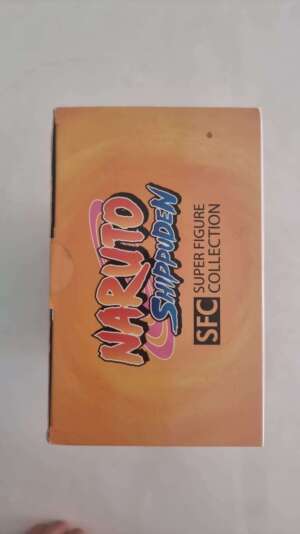 NARUTO
SHIPPUDEN
SFC SUPER FIGURE
COLLECTION